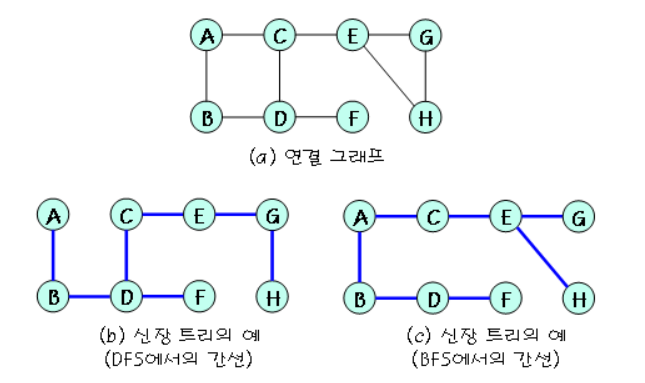 A C E G
B D F H
(a) 연결 그래프
A C E G
B D F H
(b) 신장 트리의 예
(DFS에서의 간선)
A C E G
B D F H
(c) 신장 트리의 예
(BFS에서의 간선)